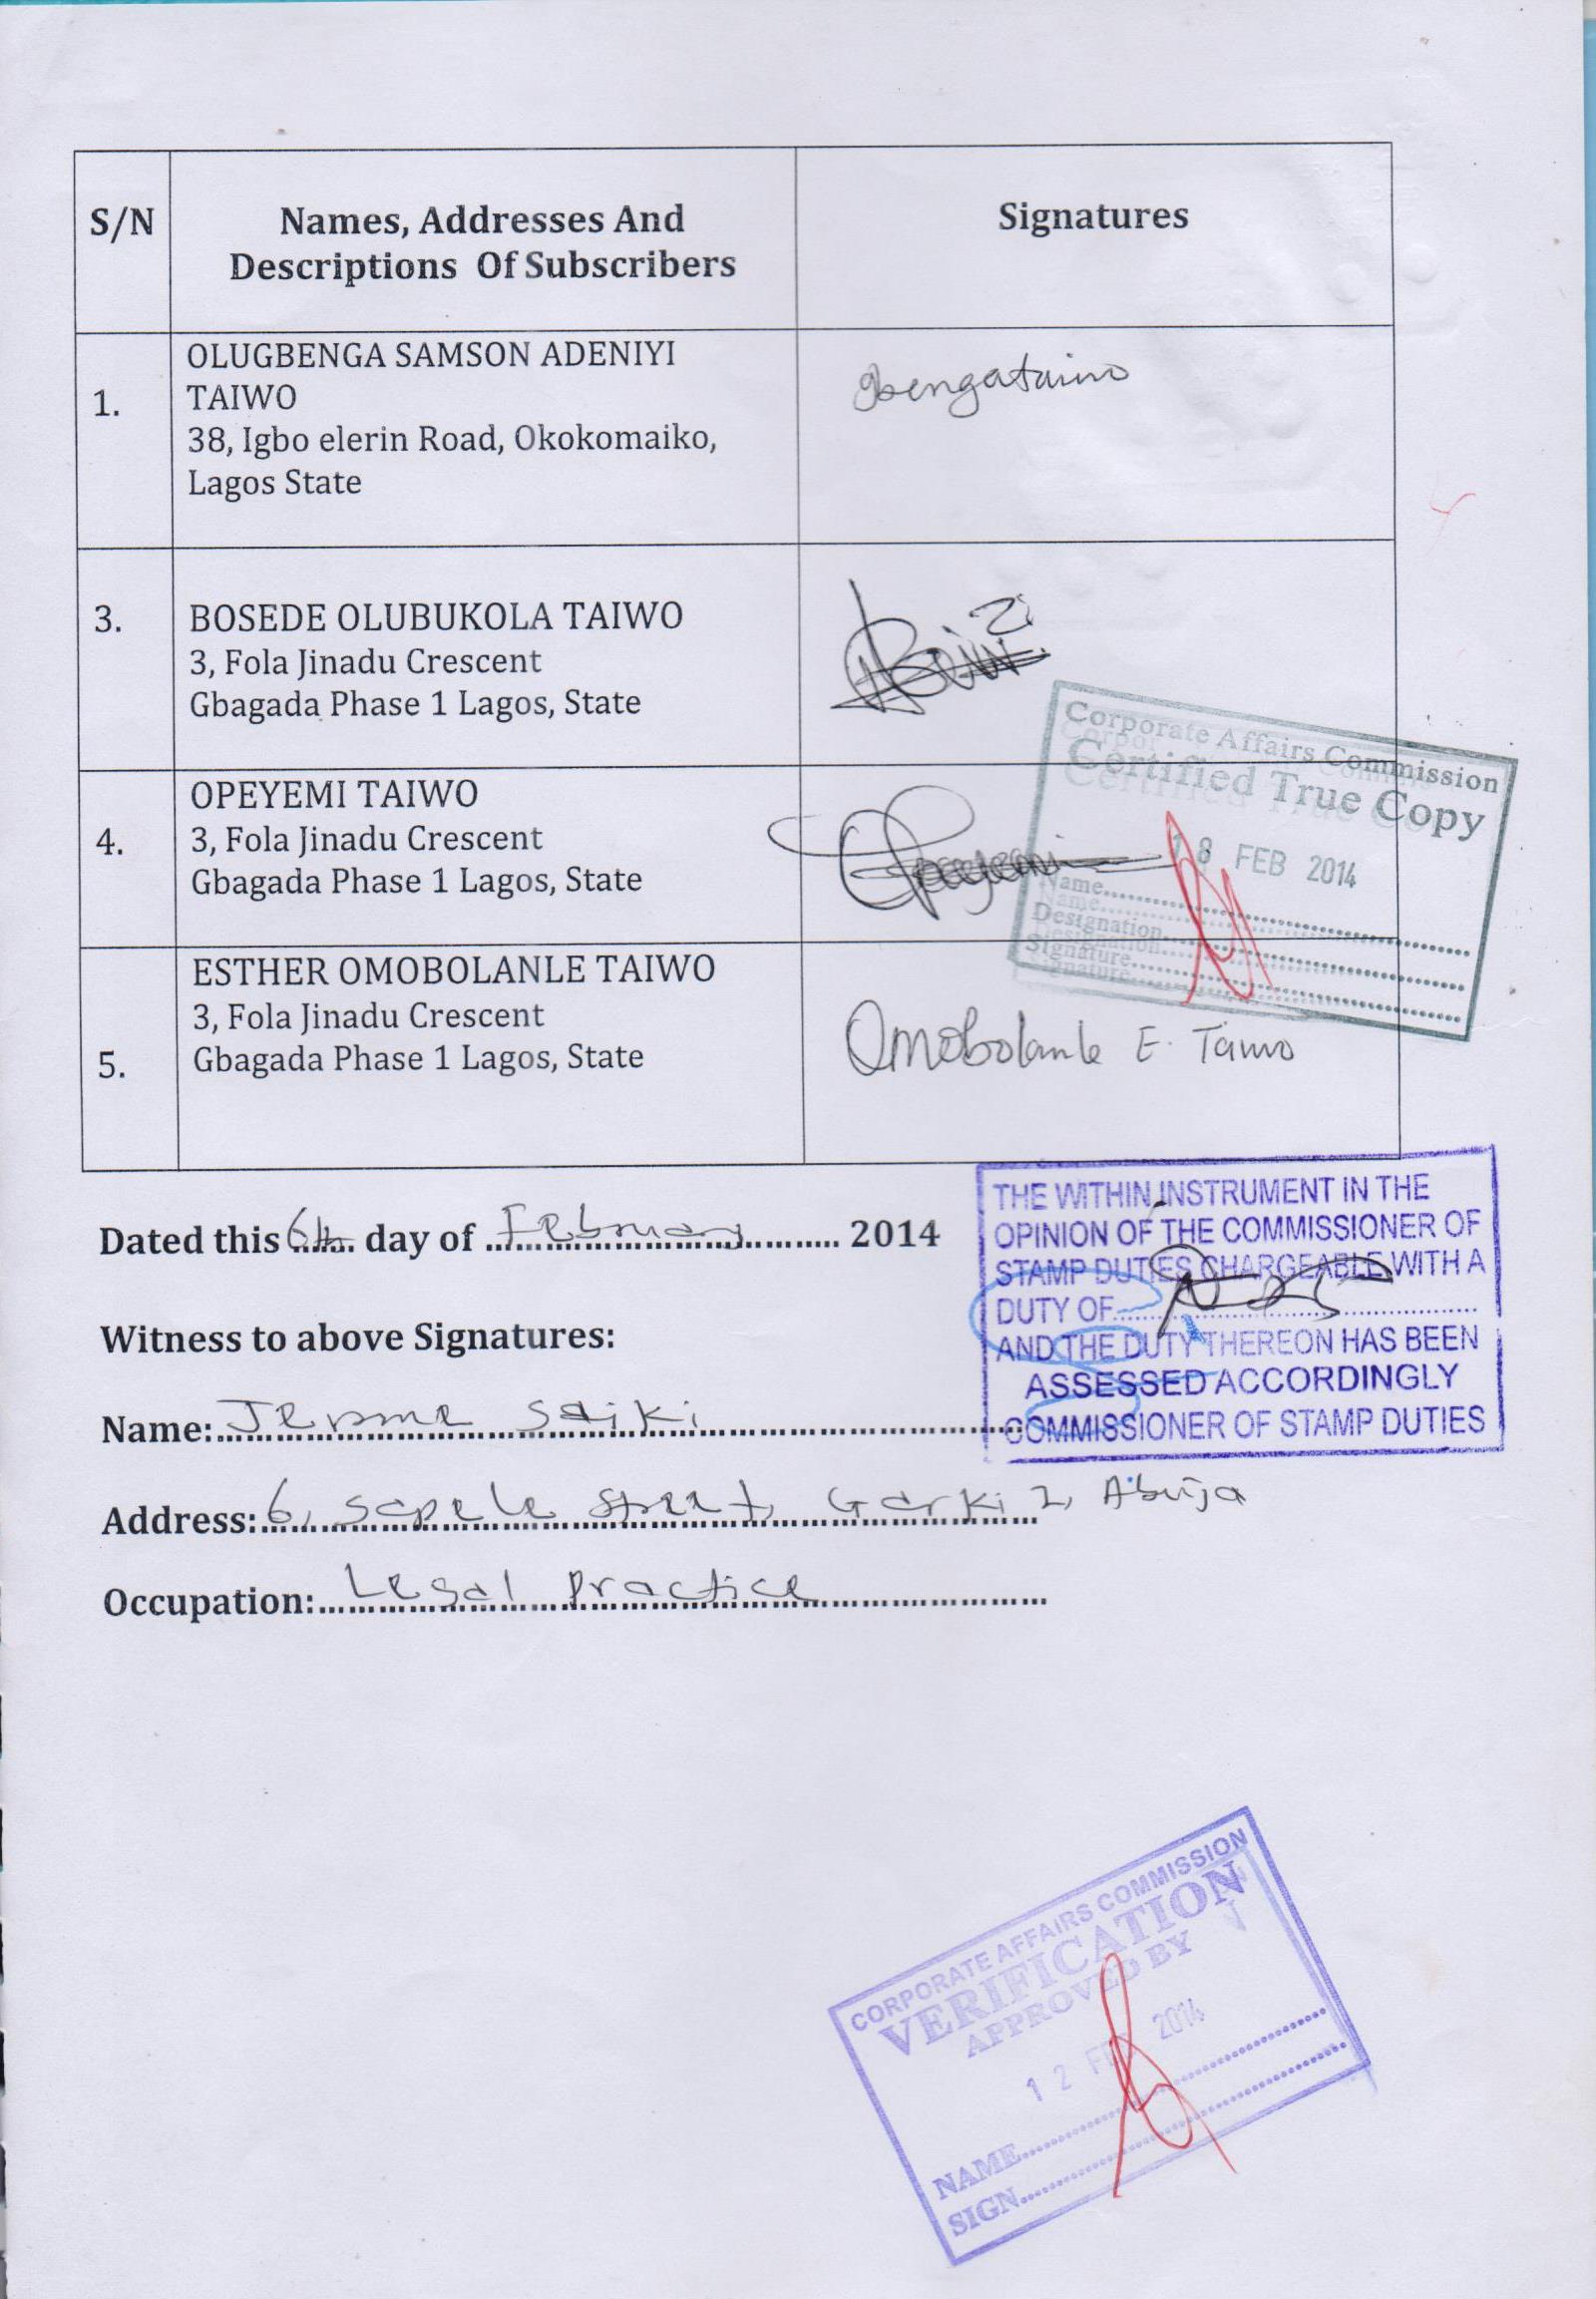 S/N
Names, Addresses And
Descriptions Of Subscribers
Signatures
1.
OLUGBENGA SAMSON ADENIYI
TAIWO
38, Igbo elerin Road, Okokomaiko,
Lagos State
gbengataiwo
3.
BOSEDE OLUBUKOLA TAIWO
3, Fola Jinadu Crescent
Gbagada Phase 1 Lagos, State
4.
OPEYEMI TAIWO
3, Fola Jinadu Crescent
Gbagada Phase 1 Lagos, State
Opeyemi
Corporate Affairs Commission
Certified True Copy
18 FEB 2014
Name
Designation
Signature
5.
ESTHER OMOBOLANLE TAIWO
3, Fola Jinadu Crescent
Gbagada Phase 1 Lagos, State
Omobolanle E. Taiwo
Dated this 6th day of February 2014
THE WITHIN INSTRUMENT IN THE
OPINION OF THE COMMISSIONER OF
STAMP DUTIES CHARGEABLE WITH A
DUTY OF
AND THE DUTY THEREON HAS BEEN
ASSESSED ACCORDINGLY
COMMISSIONER OF STAMP DUTIES
Witness to above Signatures:
Name: Jerome Saiki
Address: 6, Sapele Street, Garki 2, Abuja
Occupation: Legal Practice
CORPORATE AFFAIRS COMMISSION
VERIFICATION
APPROVED BY
12 FEB 2014
NAME
SIGN